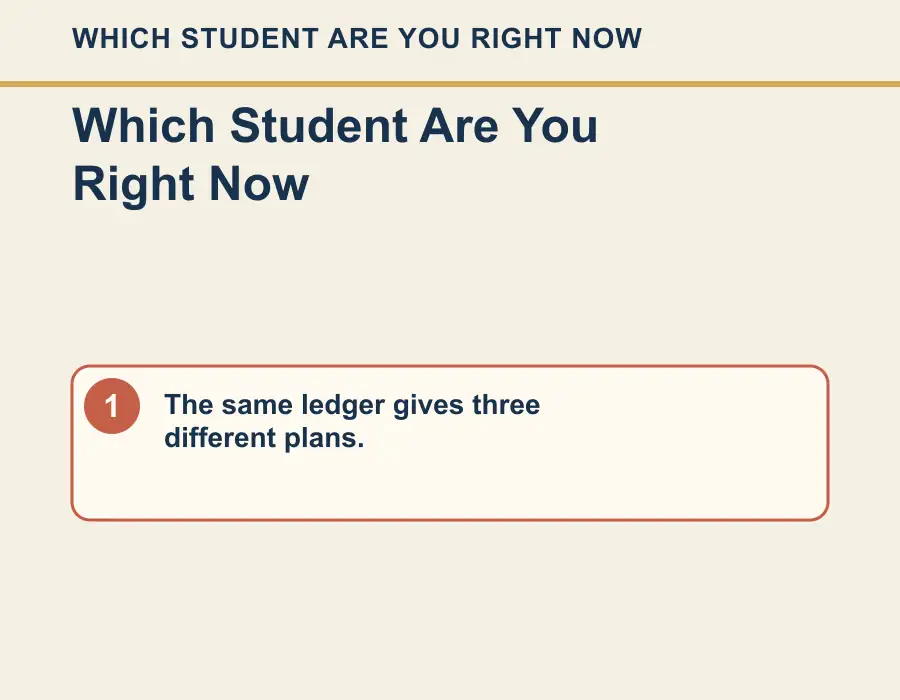 WHICH STUDENT ARE YOU RIGHT NOW
Which Student Are You
Right Now
1
The same ledger gives three
different plans.